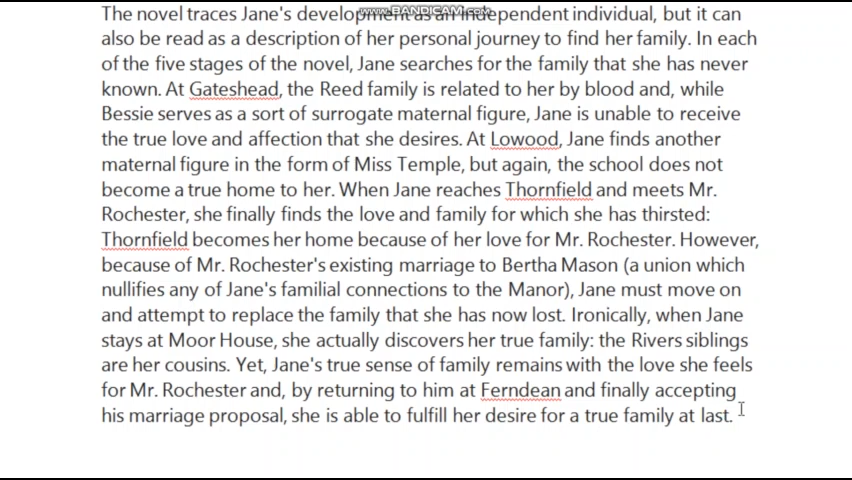 www.BANDICAM.com
The novel traces Jane's development as an independent individual, but it can
also be read as a description of her personal journey to find her family. In each
of the five stages of the novel, Jane searches for the family that she has never
known. At Gateshead, the Reed family is related to her by blood and, while
Bessie serves as a sort of surrogate maternal figure, Jane is unable to receive
the true love and affection that she desires. At Lowood, Jane finds another
maternal figure in the form of Miss Temple, but again, the school does not
become a true home to her. When Jane reaches Thornfield and meets Mr.
Rochester, she finally finds the love and family for which she has thirsted:
Thornfield becomes her home because of her love for Mr. Rochester. However,
because of Mr. Rochester's existing marriage to Bertha Mason (a union which
nullifies any of Jane's familial connections to the Manor), Jane must move on
and attempt to replace the family that she has now lost. Ironically, when Jane
stays at Moor House, she actually discovers her true family: the Rivers siblings
are her cousins. Yet, Jane's true sense of family remains with the love she feels
for Mr. Rochester and, by returning to him at Ferndean and finally accepting
his marriage proposal, she is able to fulfill her desire for a true family at last.